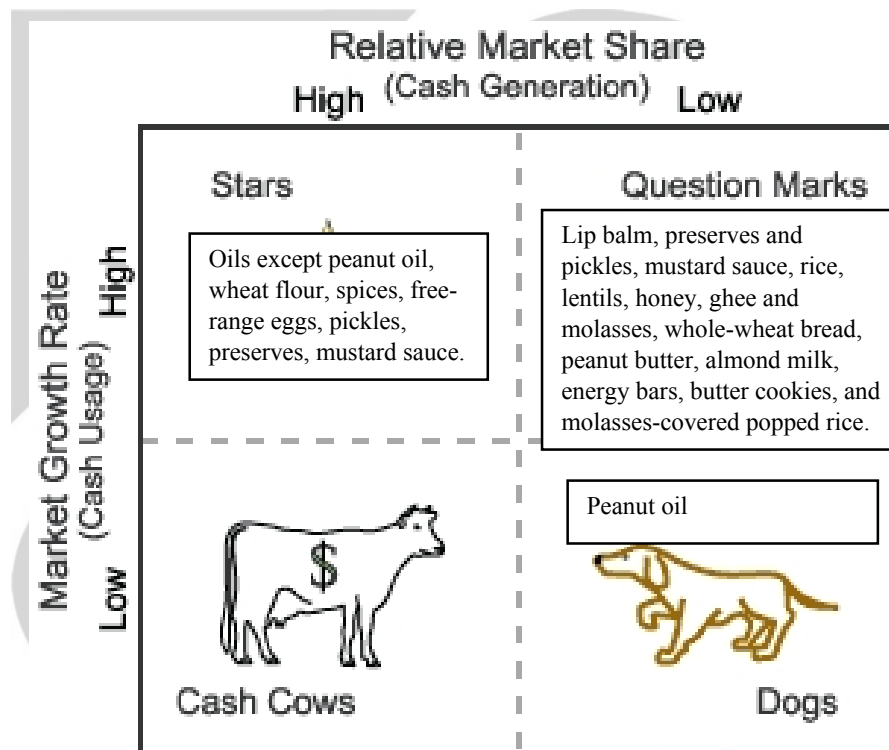 Relative Market Share
(Cash Generation)
High
Low
Market Growth Rate
(Cash Usage)
High
Low
Stars
Oils except peanut oil,
wheat flour, spices, free-
range eggs, pickles,
preserves, mustard sauce.
Question Marks
Lip balm, preserves and
pickles, mustard sauce, rice,
lentils, honey, ghee and
molasses, whole-wheat bread,
peanut butter, almond milk,
energy bars, butter cookies, and
molasses-covered popped rice.
$
Cash Cows
Peanut oil
Dogs